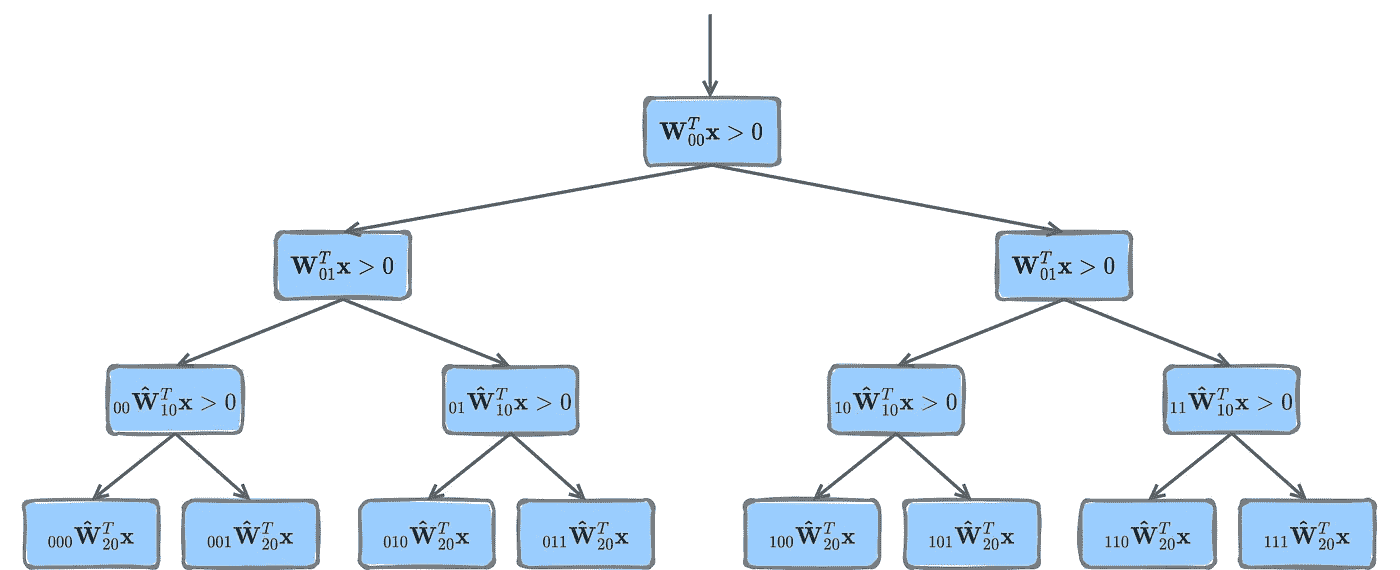 $\mathbf{W}_{00}^T\mathbf{x} > 0$
$\mathbf{W}_{01}^T\mathbf{x} > 0$ $\mathbf{W}_{01}^T\mathbf{x} > 0$
${}_{00}\hat{\mathbf{W}}_{10}^T\mathbf{x} > 0$ ${}_{01}\hat{\mathbf{W}}_{10}^T\mathbf{x} > 0$ ${}_{10}\hat{\mathbf{W}}_{10}^T\mathbf{x} > 0$ ${}_{11}\hat{\mathbf{W}}_{10}^T\mathbf{x} > 0$
${}_{000}\hat{\mathbf{W}}_{20}^T\mathbf{x}$ ${}_{001}\hat{\mathbf{W}}_{20}^T\mathbf{x}$ ${}_{010}\hat{\mathbf{W}}_{20}^T\mathbf{x}$ ${}_{011}\hat{\mathbf{W}}_{20}^T\mathbf{x}$ ${}_{100}\hat{\mathbf{W}}_{20}^T\mathbf{x}$ ${}_{101}\hat{\mathbf{W}}_{20}^T\mathbf{x}$ ${}_{110}\hat{\mathbf{W}}_{20}^T\mathbf{x}$ ${}_{111}\hat{\mathbf{W}}_{20}^T\mathbf{x}$